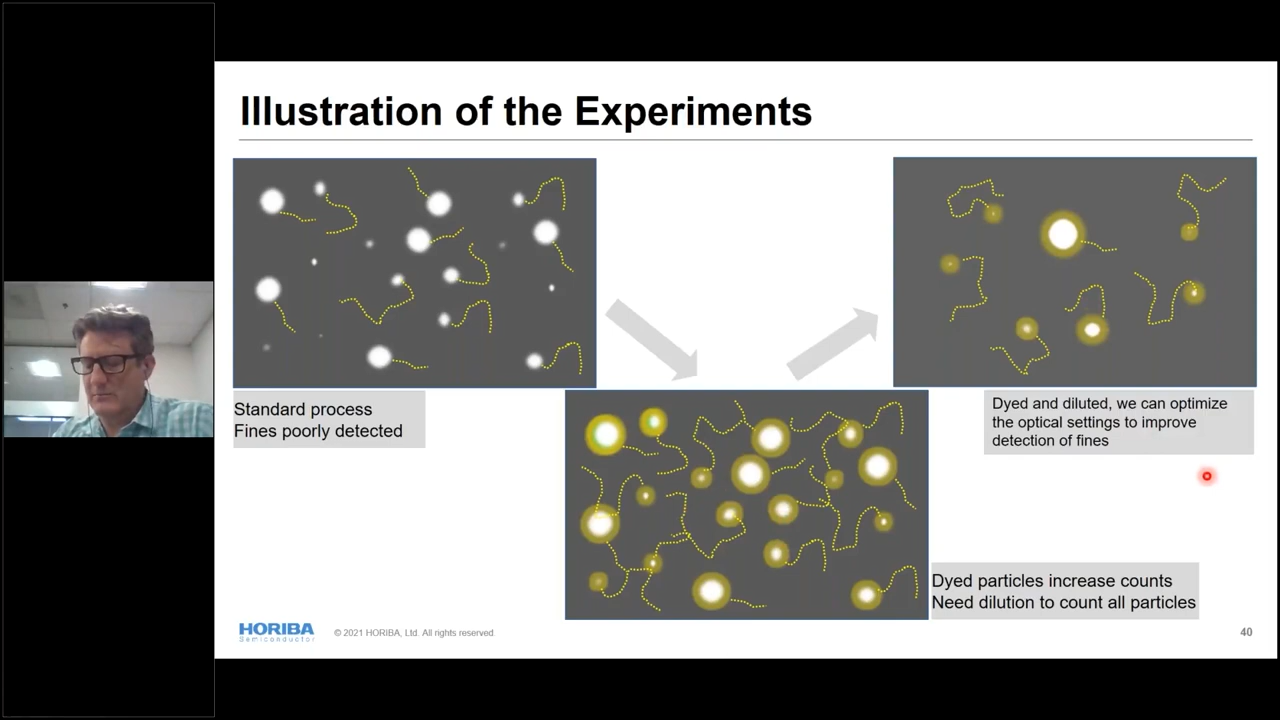 Illustration of the Experiments
Standard process
Fines poorly detected
Dyed and diluted, we can optimize
the optical settings to improve
detection of fines
Dyed particles increase counts
Need dilution to count all particles
HORIBA
Semiconductor
© 2021 HORIBA, Ltd. All rights reserved
40